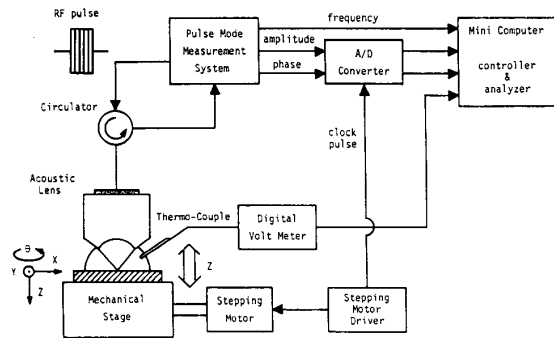 RF pulse
Pulse Mode
Measurement
System
frequency
amplitude
phase
A/D
Converter
Mini Computer
controller
&
analyzer
Circulator
clock
pulse
Acoustic
Lens
Thermo-Couple
Digital
Volt Meter
θ
X
Y
Z
Z
Mechanical
Stage
Stepping
Motor
Stepping
Motor
Driver